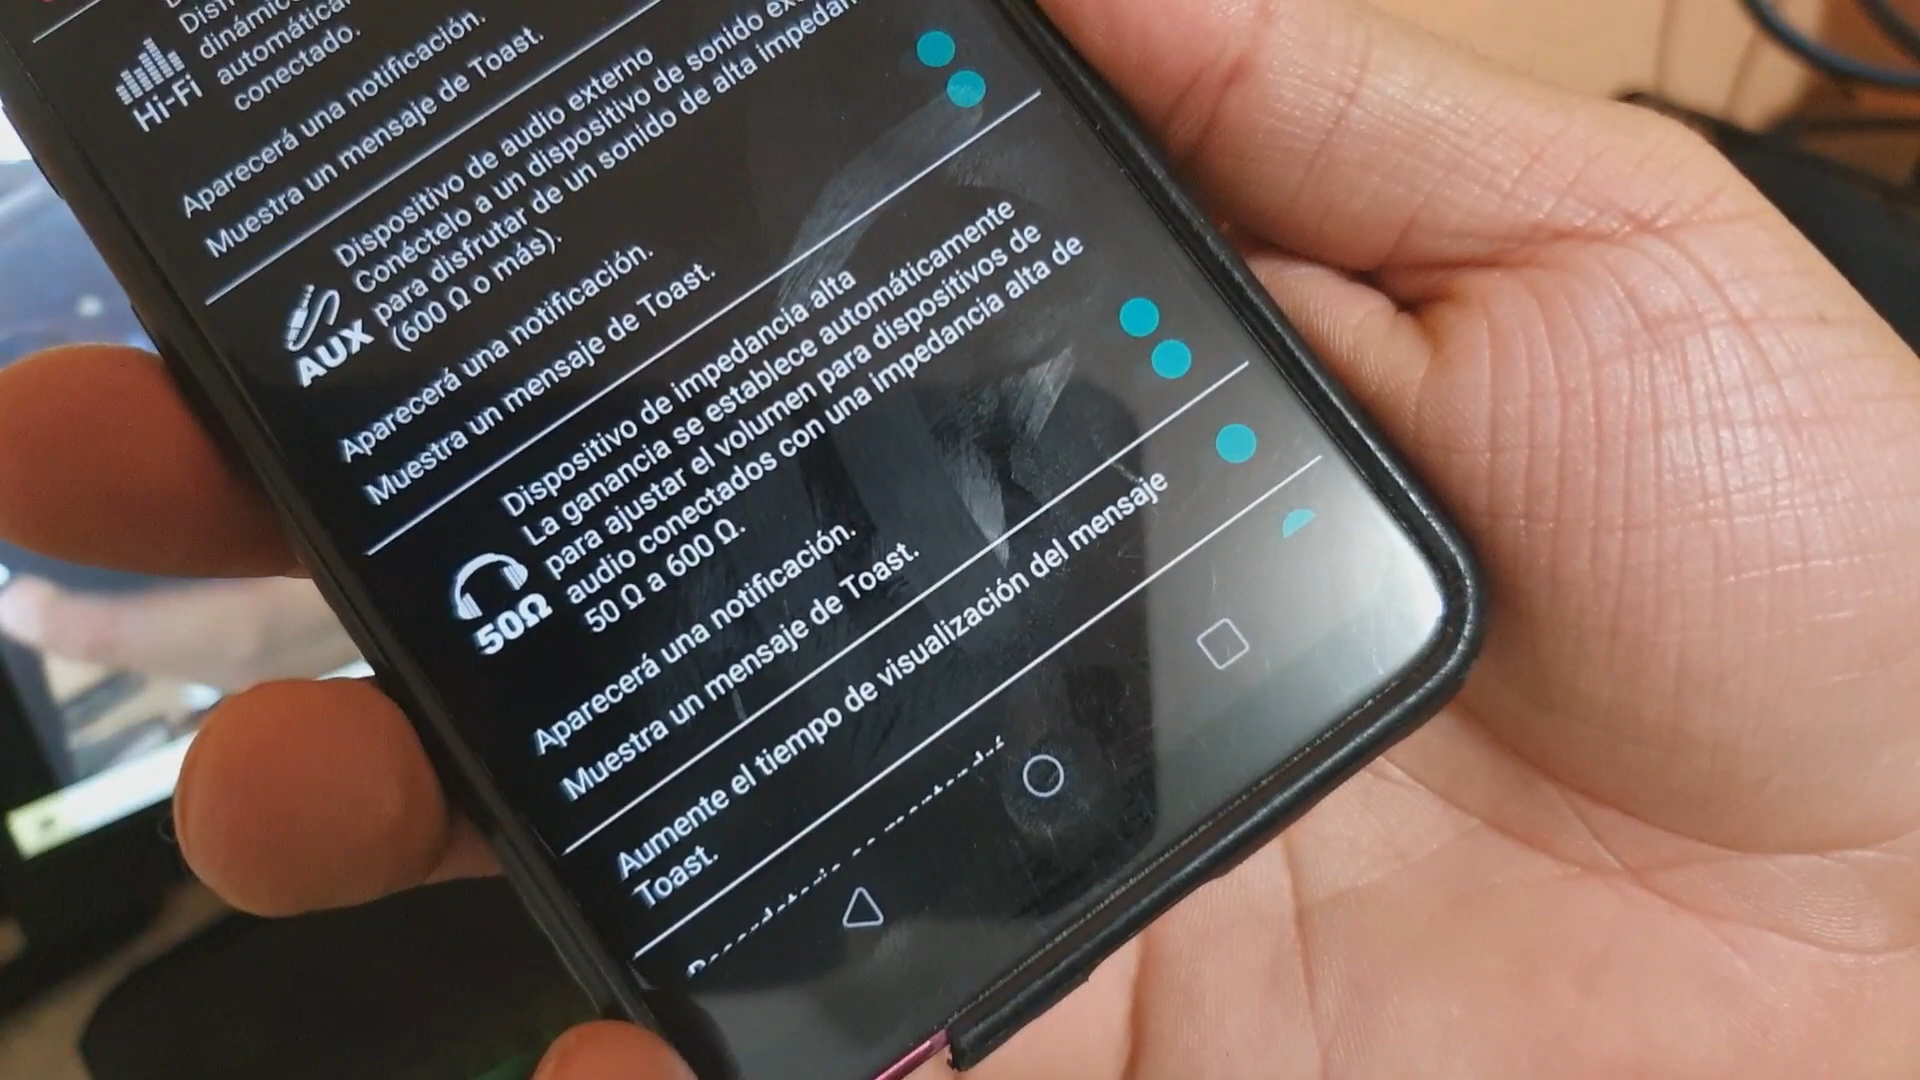 dinámico
automática
conectado.
Hi-Fi
Aparecerá una notificación.
Muestra un mensaje de Toast.
Dispositivo de audio externo
Conéctelo a un dispositivo de sonido
para disfrutar de un sonido de alta
(600 Ω o más).
AUX
Aparecerá una notificación.
Muestra un mensaje de Toast.
Dispositivo de impedancia alta
La ganancia se establece automáticamente
para ajustar el volumen para dispositivos de
audio conectados con una impedancia alta de
50 Ω a 600 Ω.
50Ω
Aparecerá una notificación.
Muestra un mensaje de Toast.
Aumente el tiempo de visualización del mensaje
Toast.